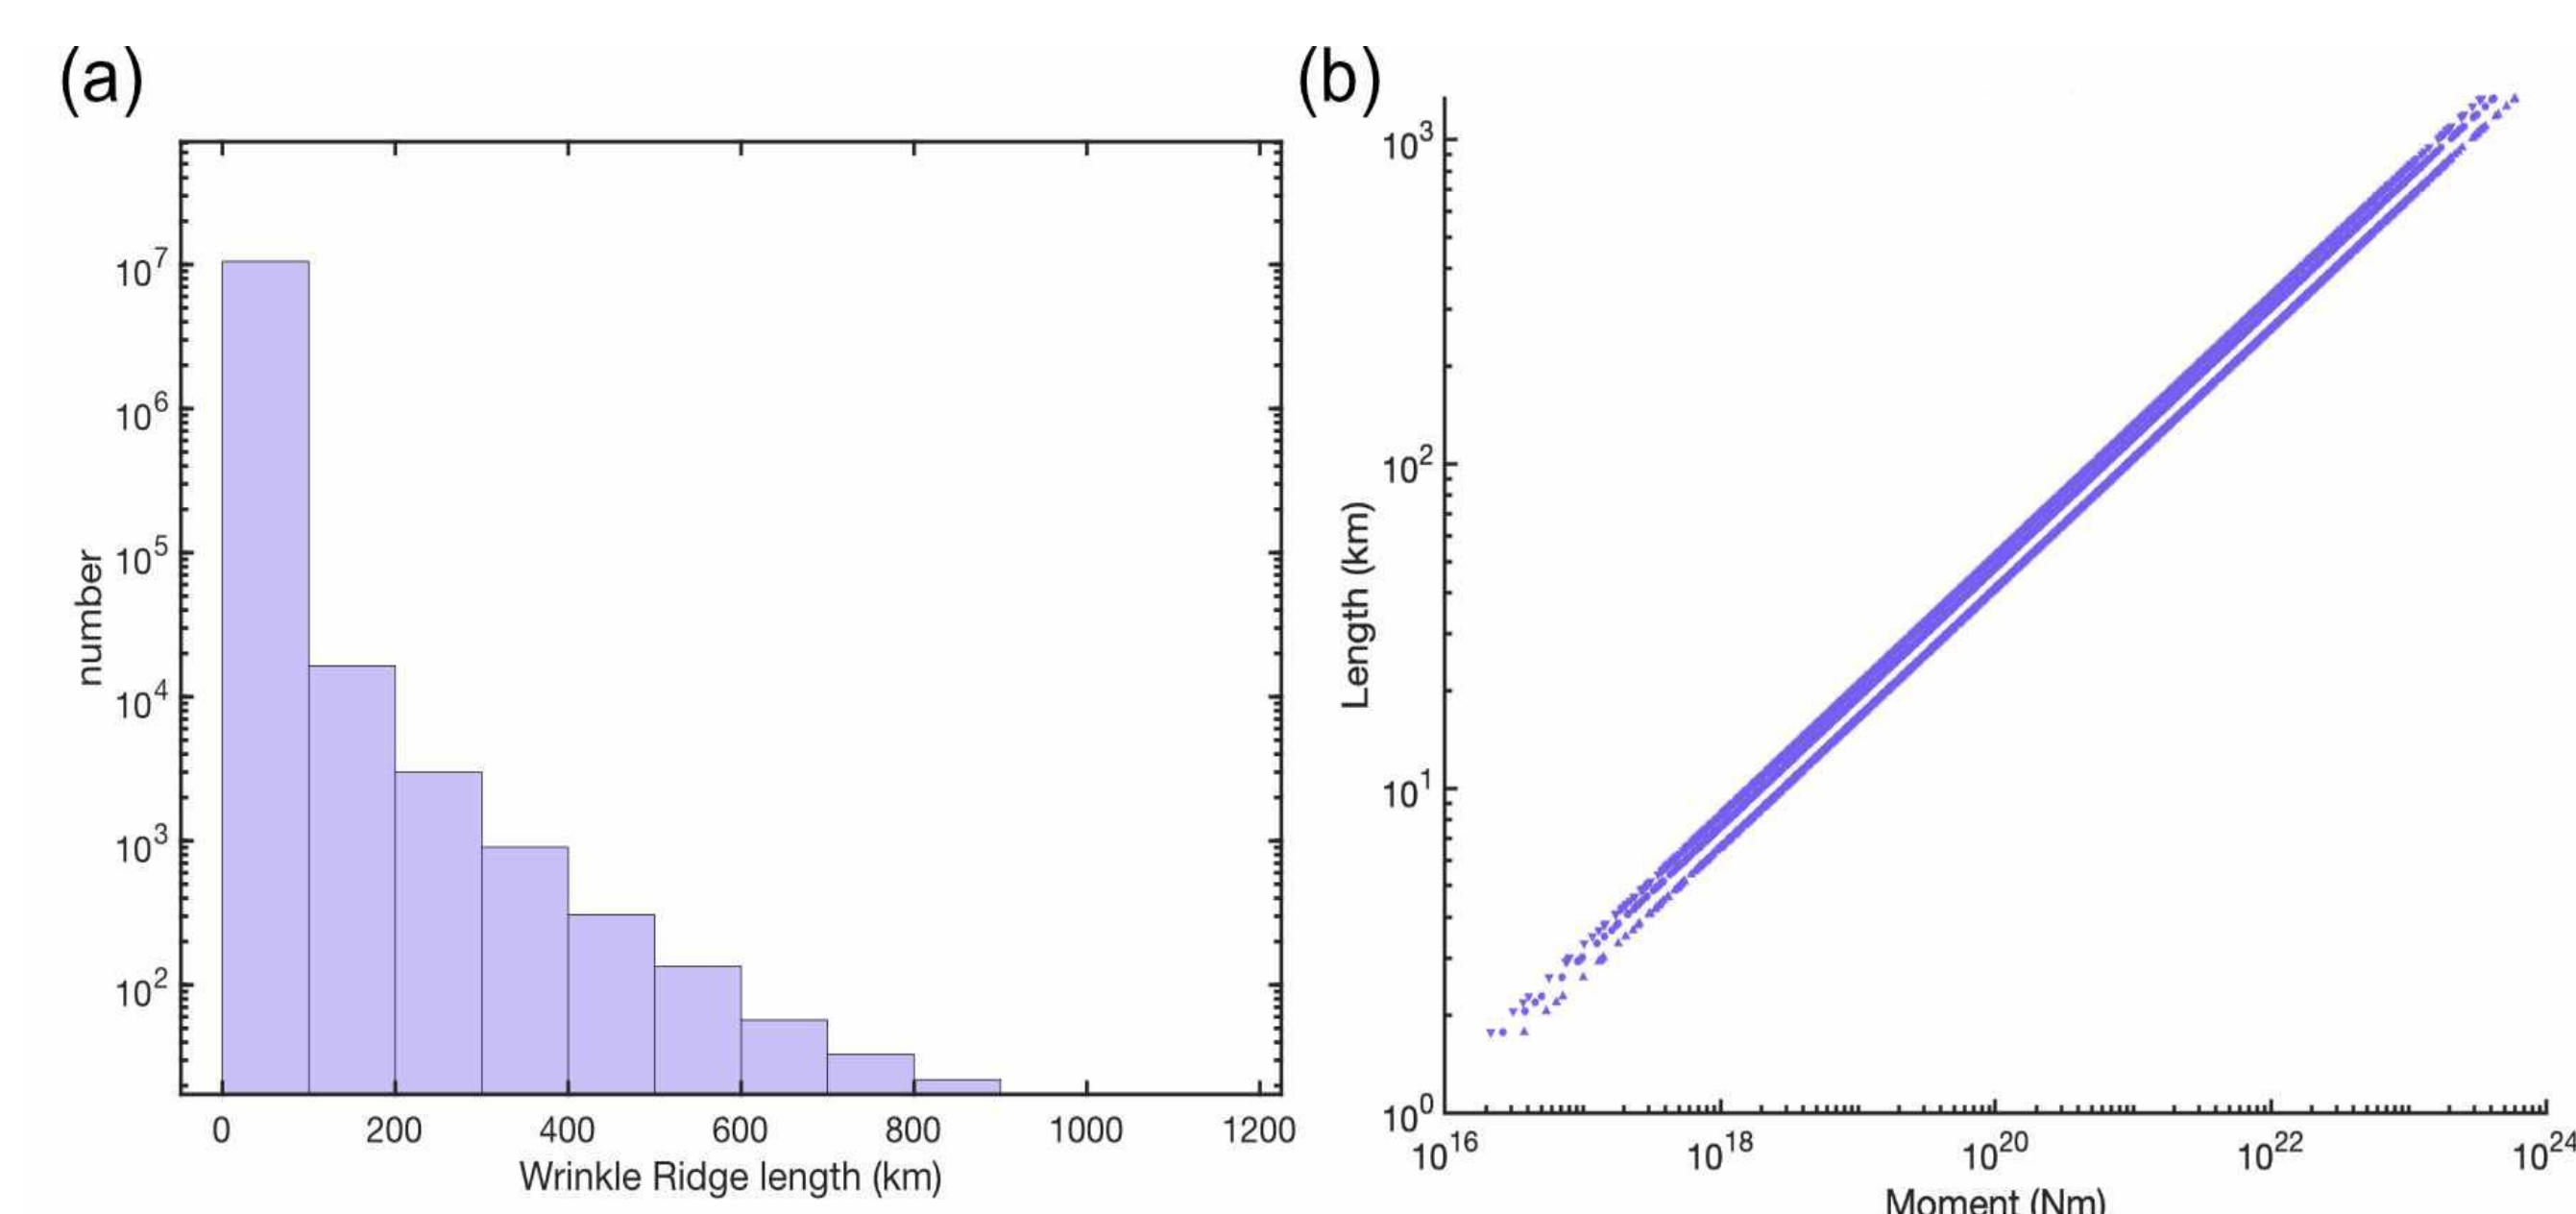 (a)
10^7
10^6
10^5
10^4
10^3
10^2
number
0 200 400 600 800 1000 1200
Wrinkle Ridge length (km)
(b)
10^3
10^2
10^1
10^0
Length (km)
10^16 10^18 10^20 10^22 10^24
Moment (Nm)